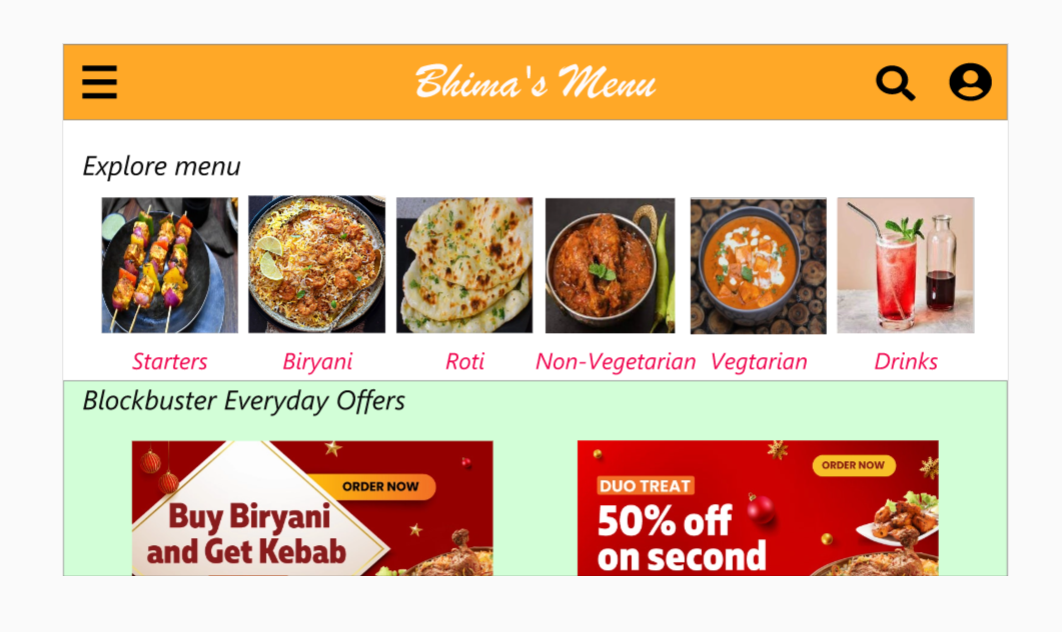 Bhima's Menu
Explore menu
Starters Biryani Roti Non-Vegetarian Vegtarian Drinks
Blockbuster Everyday Offers
ORDER NOW
Buy Biryani
and Get Kebab
ORDER NOW
DUO TREAT
50% off
on second